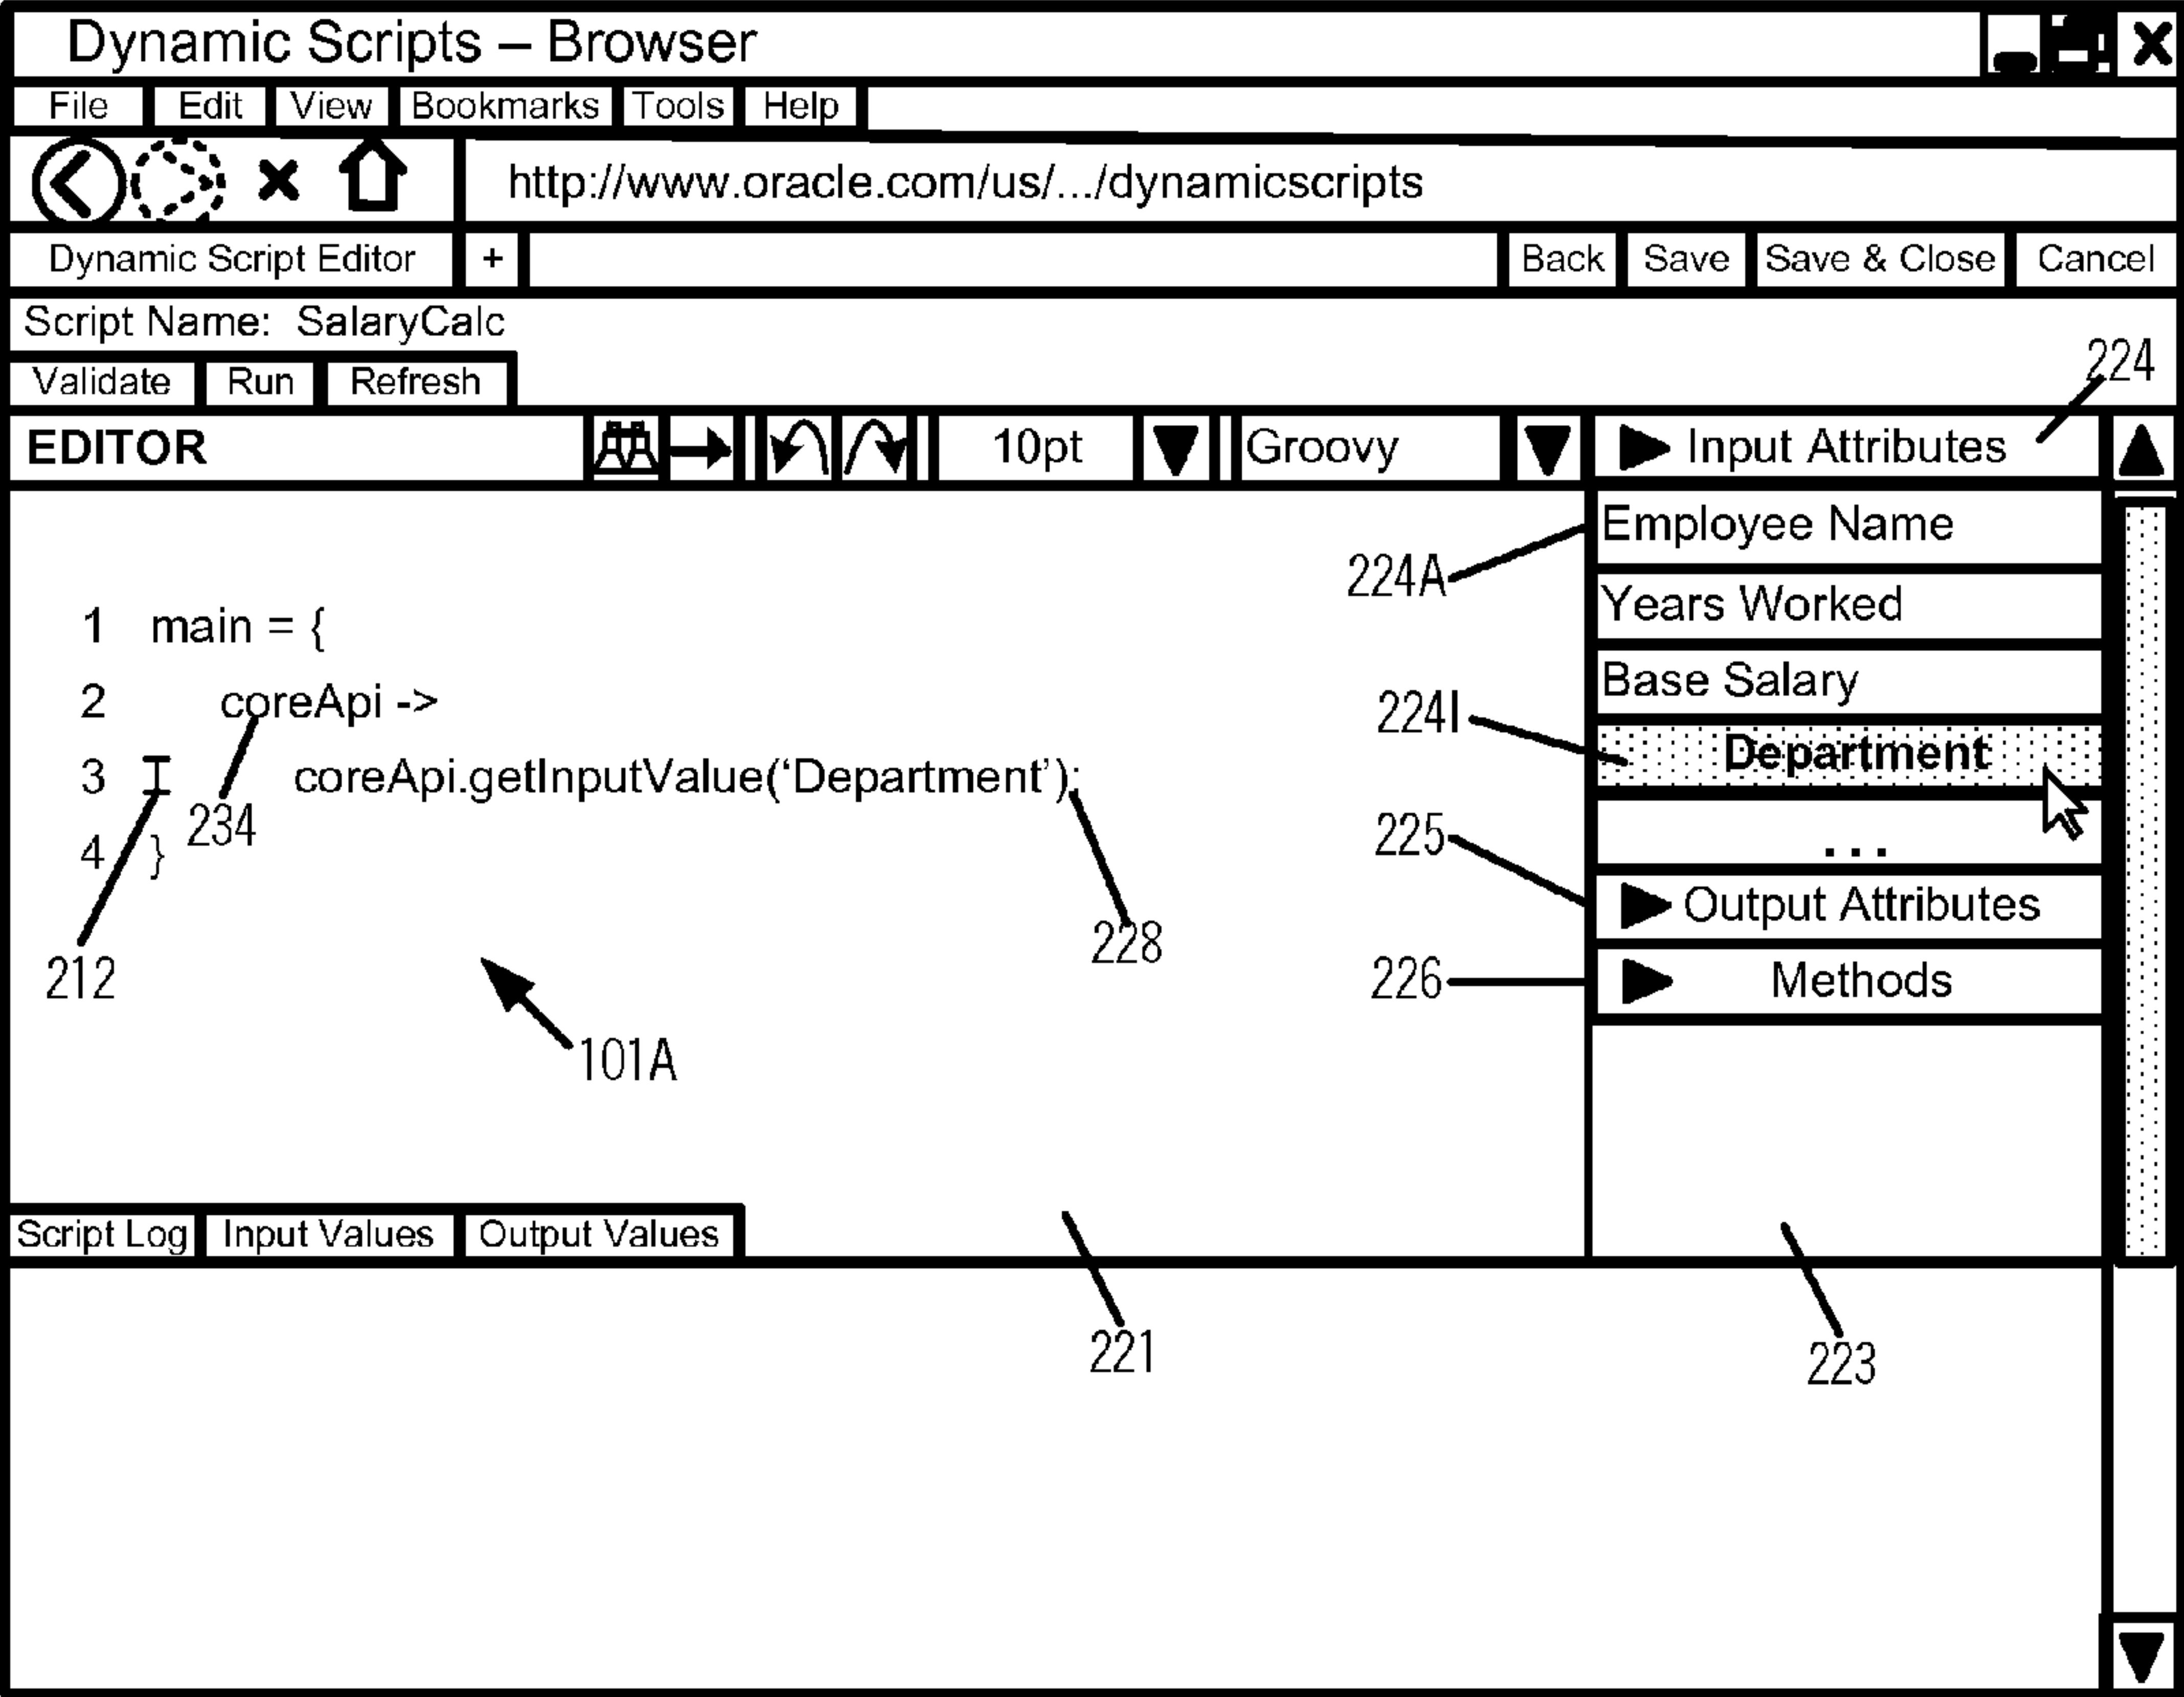 Dynamic Scripts – Browser
File Edit View Bookmarks Tools Help
http://www.oracle.com/us/.../dynamicscripts
Dynamic Script Editor + Back Save Save & Close Cancel
Script Name: SalaryCalc
224
Validate Run Refresh
EDITOR 10pt Groovy Input Attributes
Employee Name
224A
Years Worked
1 main = {
Base Salary
2 coreApi ->
224I
Department
3 coreApi.getInputValue(‘Department’);
234
225
4 }
...
Output Attributes
228
212
226
Methods
101A
Script Log Input Values Output Values
221
223